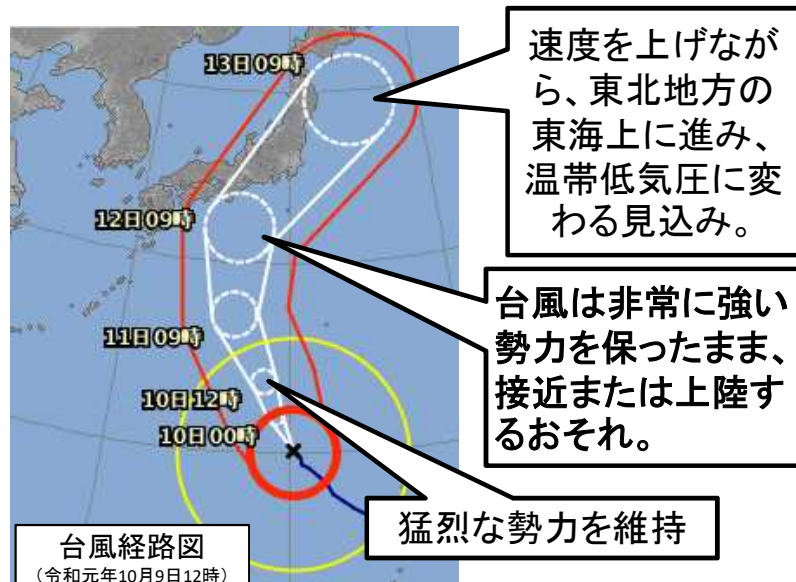 13日09時
速度を上げなが
ら、東北地方の
東海上に進み、
温帯低気圧に変
わる見込み。
12日09時
台風は非常に強い
勢力を保ったまま、
接近または上陸す
るおそれ。
11日09時
10日12時
10日00時
猛烈な勢力を維持
台風経路図
（令和元年10月9日12時）